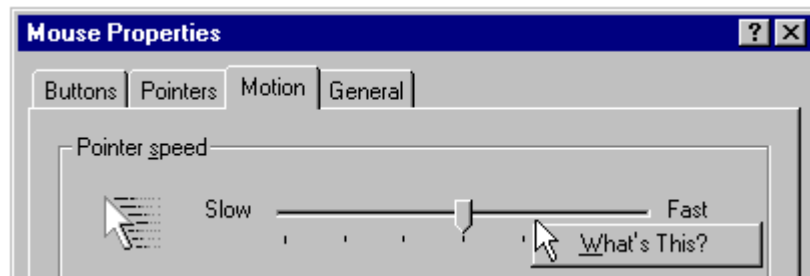 Mouse Properties
Buttons Pointers Motion General
Pointer speed
Slow Fast
What's This?